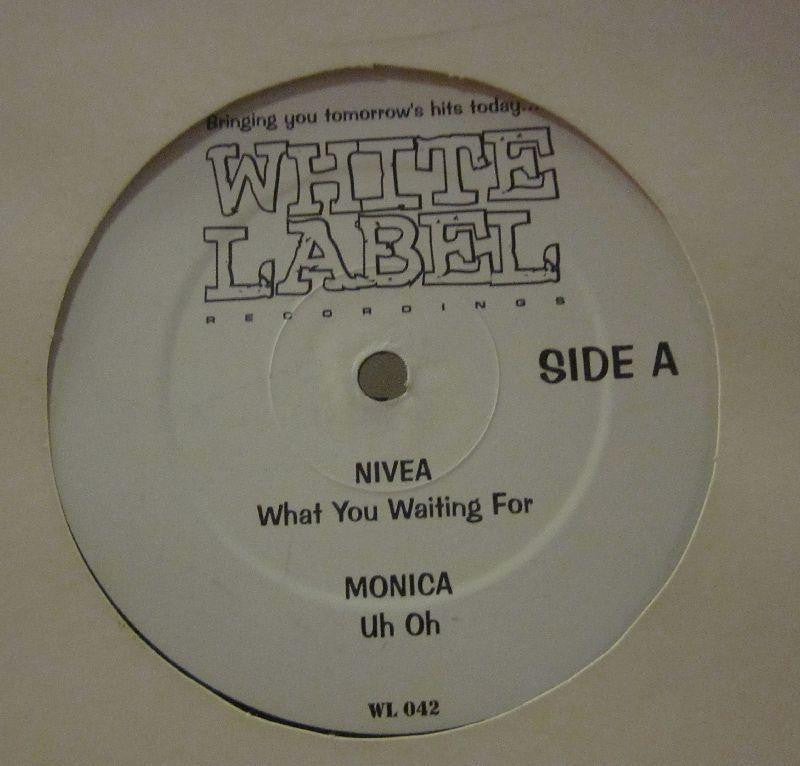 Bringing you tomorrow's hits today...
WHITE
LABEL
RECORDINGS
SIDE A
NIVEA
What You Waiting For
MONICA
Uh Oh
WL 042